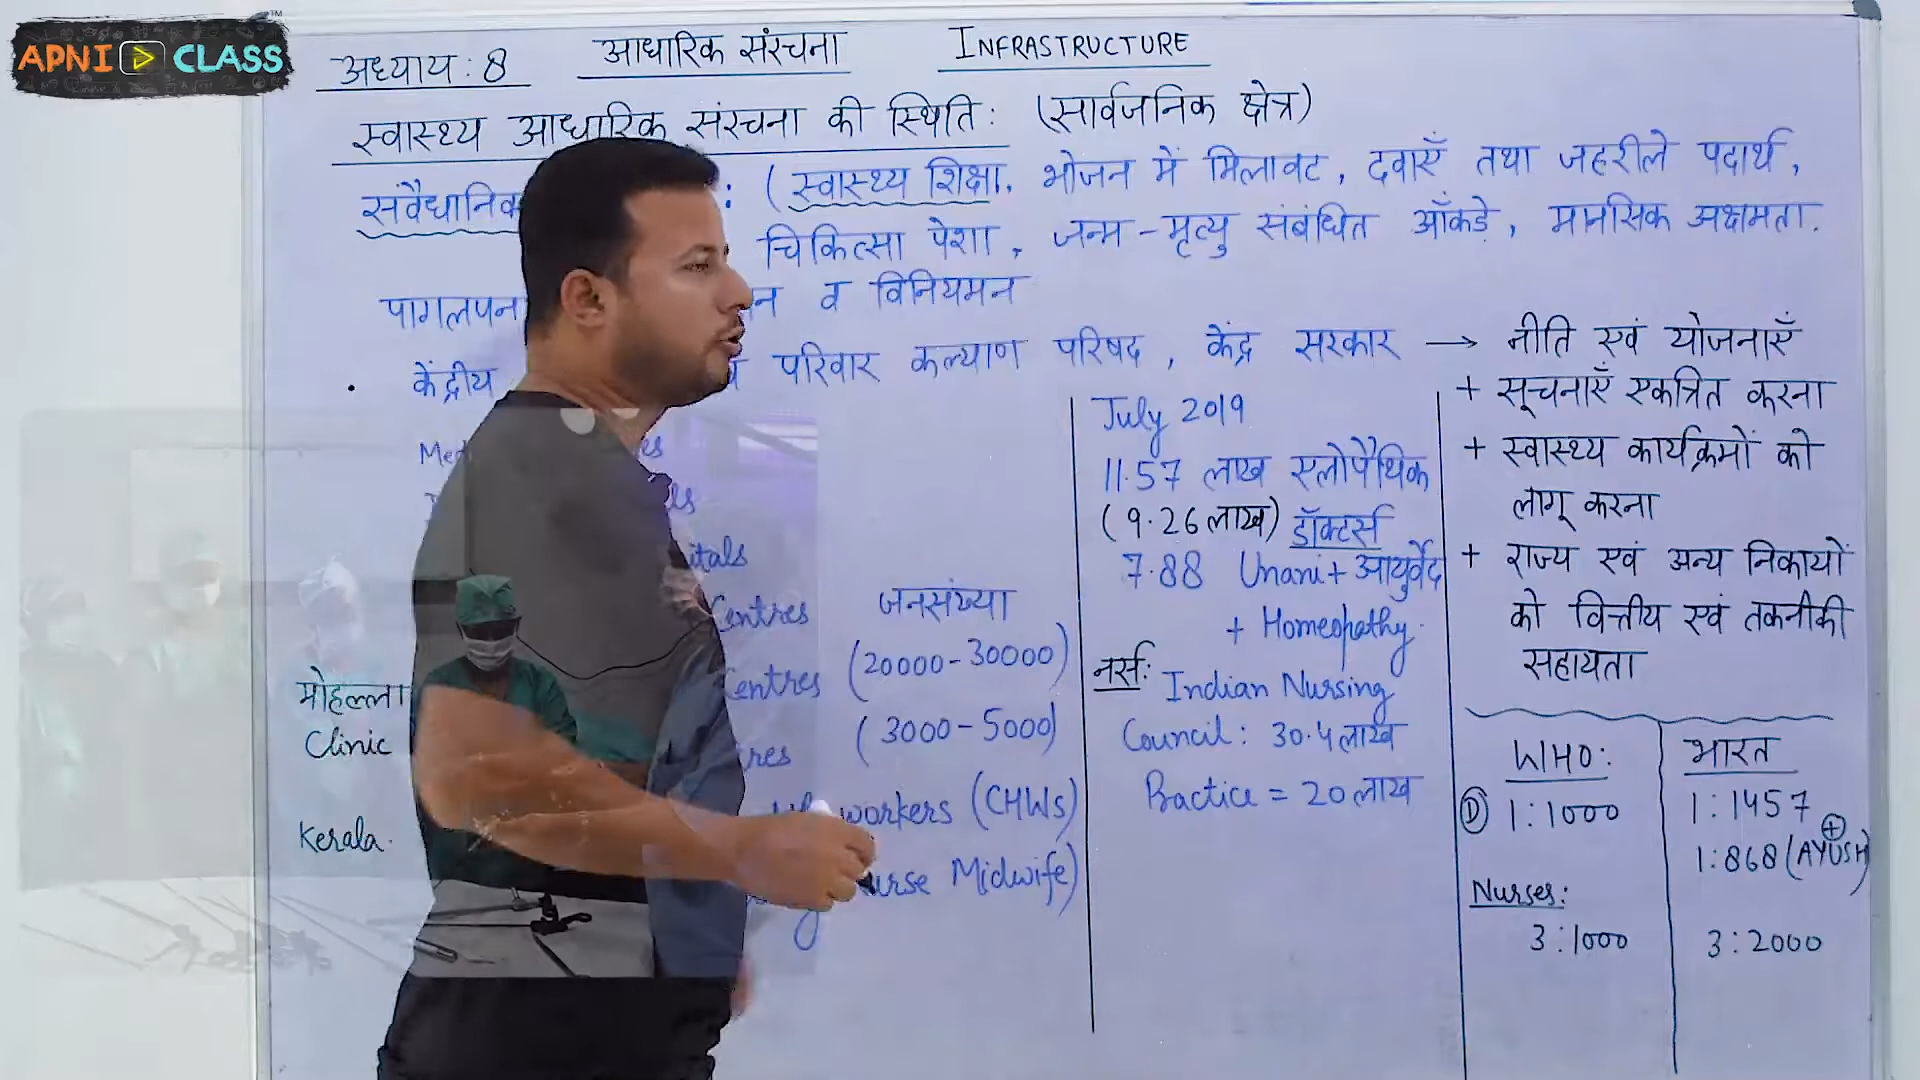 APNI CLASS
TM
अध्याय : 8 आधारिक संरचना INFRASTRUCTURE
स्वास्थ्य आधारिक संरचना की स्थिति : (सार्वजनिक क्षेत्र)
: (स्वास्थ्य शिक्षा, भोजन में मिलावट, दवाएँ तथा जहरीले पदार्थ,
चिकित्सा पेशा, जन्म-मृत्यु संबंधित आँकड़े, मानसिक अक्षमता.
पागलपन व विनियमन
• केंद्रीय परिवार कल्याण परिषद, केंद्र सरकार → नीति एवं योजनाएँ
+ सूचनाएँ एकत्रित करना
+ स्वास्थ्य कार्यक्रमों को
लागू करना
+ राज्य एवं अन्य निकायों
को वित्तीय एवं तकनीकी
सहायता
Centres जनसंख्या
Centres (20000-30000)
(3000-5000)
workers (CHWs)
Midwife)
मोहल्ला
Clinic
Kerala.
July 2019
11.57 लाख एलोपैथिक
(9.26 लाख) डॉक्टर्स
7.88 Unani + आयुर्वेद
+ Homeopathy.
नर्स: Indian Nursing
Council: 30.4 लाख
Practice = 20 लाख
WHO: भारत
D 1:1000 1:1457
+
1:868 (AYUSH)
Nurses:
3:1000 3:2000